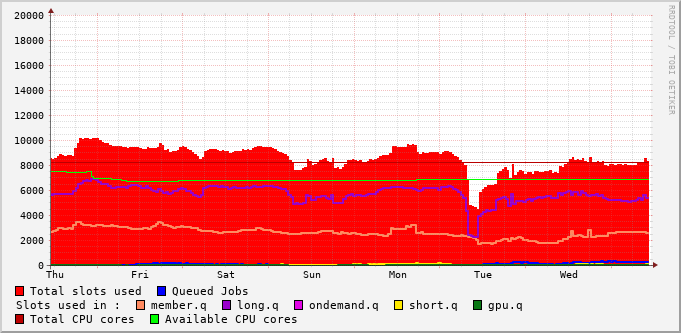 20000
18000
16000
14000
12000
10000
8000
6000
4000
2000
0
Thu Fri Sat Sun Mon Tue Wed
Total slots used Queued Jobs
Slots used in : member.q long.q ondemand.q short.q gpu.q
Total CPU cores Available CPU cores
RRDTOOL / TOBI OETIKER